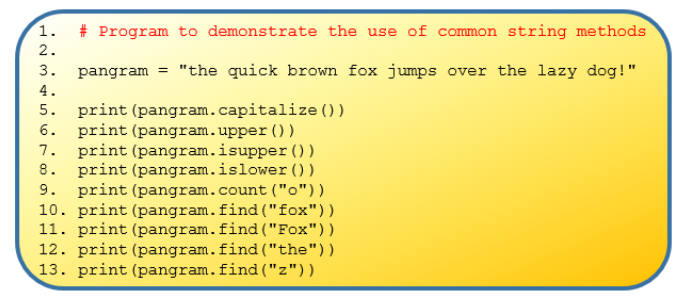 1. # Program to demonstrate the use of common string methods
2.
3. pangram = "the quick brown fox jumps over the lazy dog!"
4.
5. print(pangram.capitalize())
6. print(pangram.upper())
7. print(pangram.isupper())
8. print(pangram.islower())
9. print(pangram.count("o"))
10. print(pangram.find("fox"))
11. print(pangram.find("Fox"))
12. print(pangram.find("the"))
13. print(pangram.find("z"))